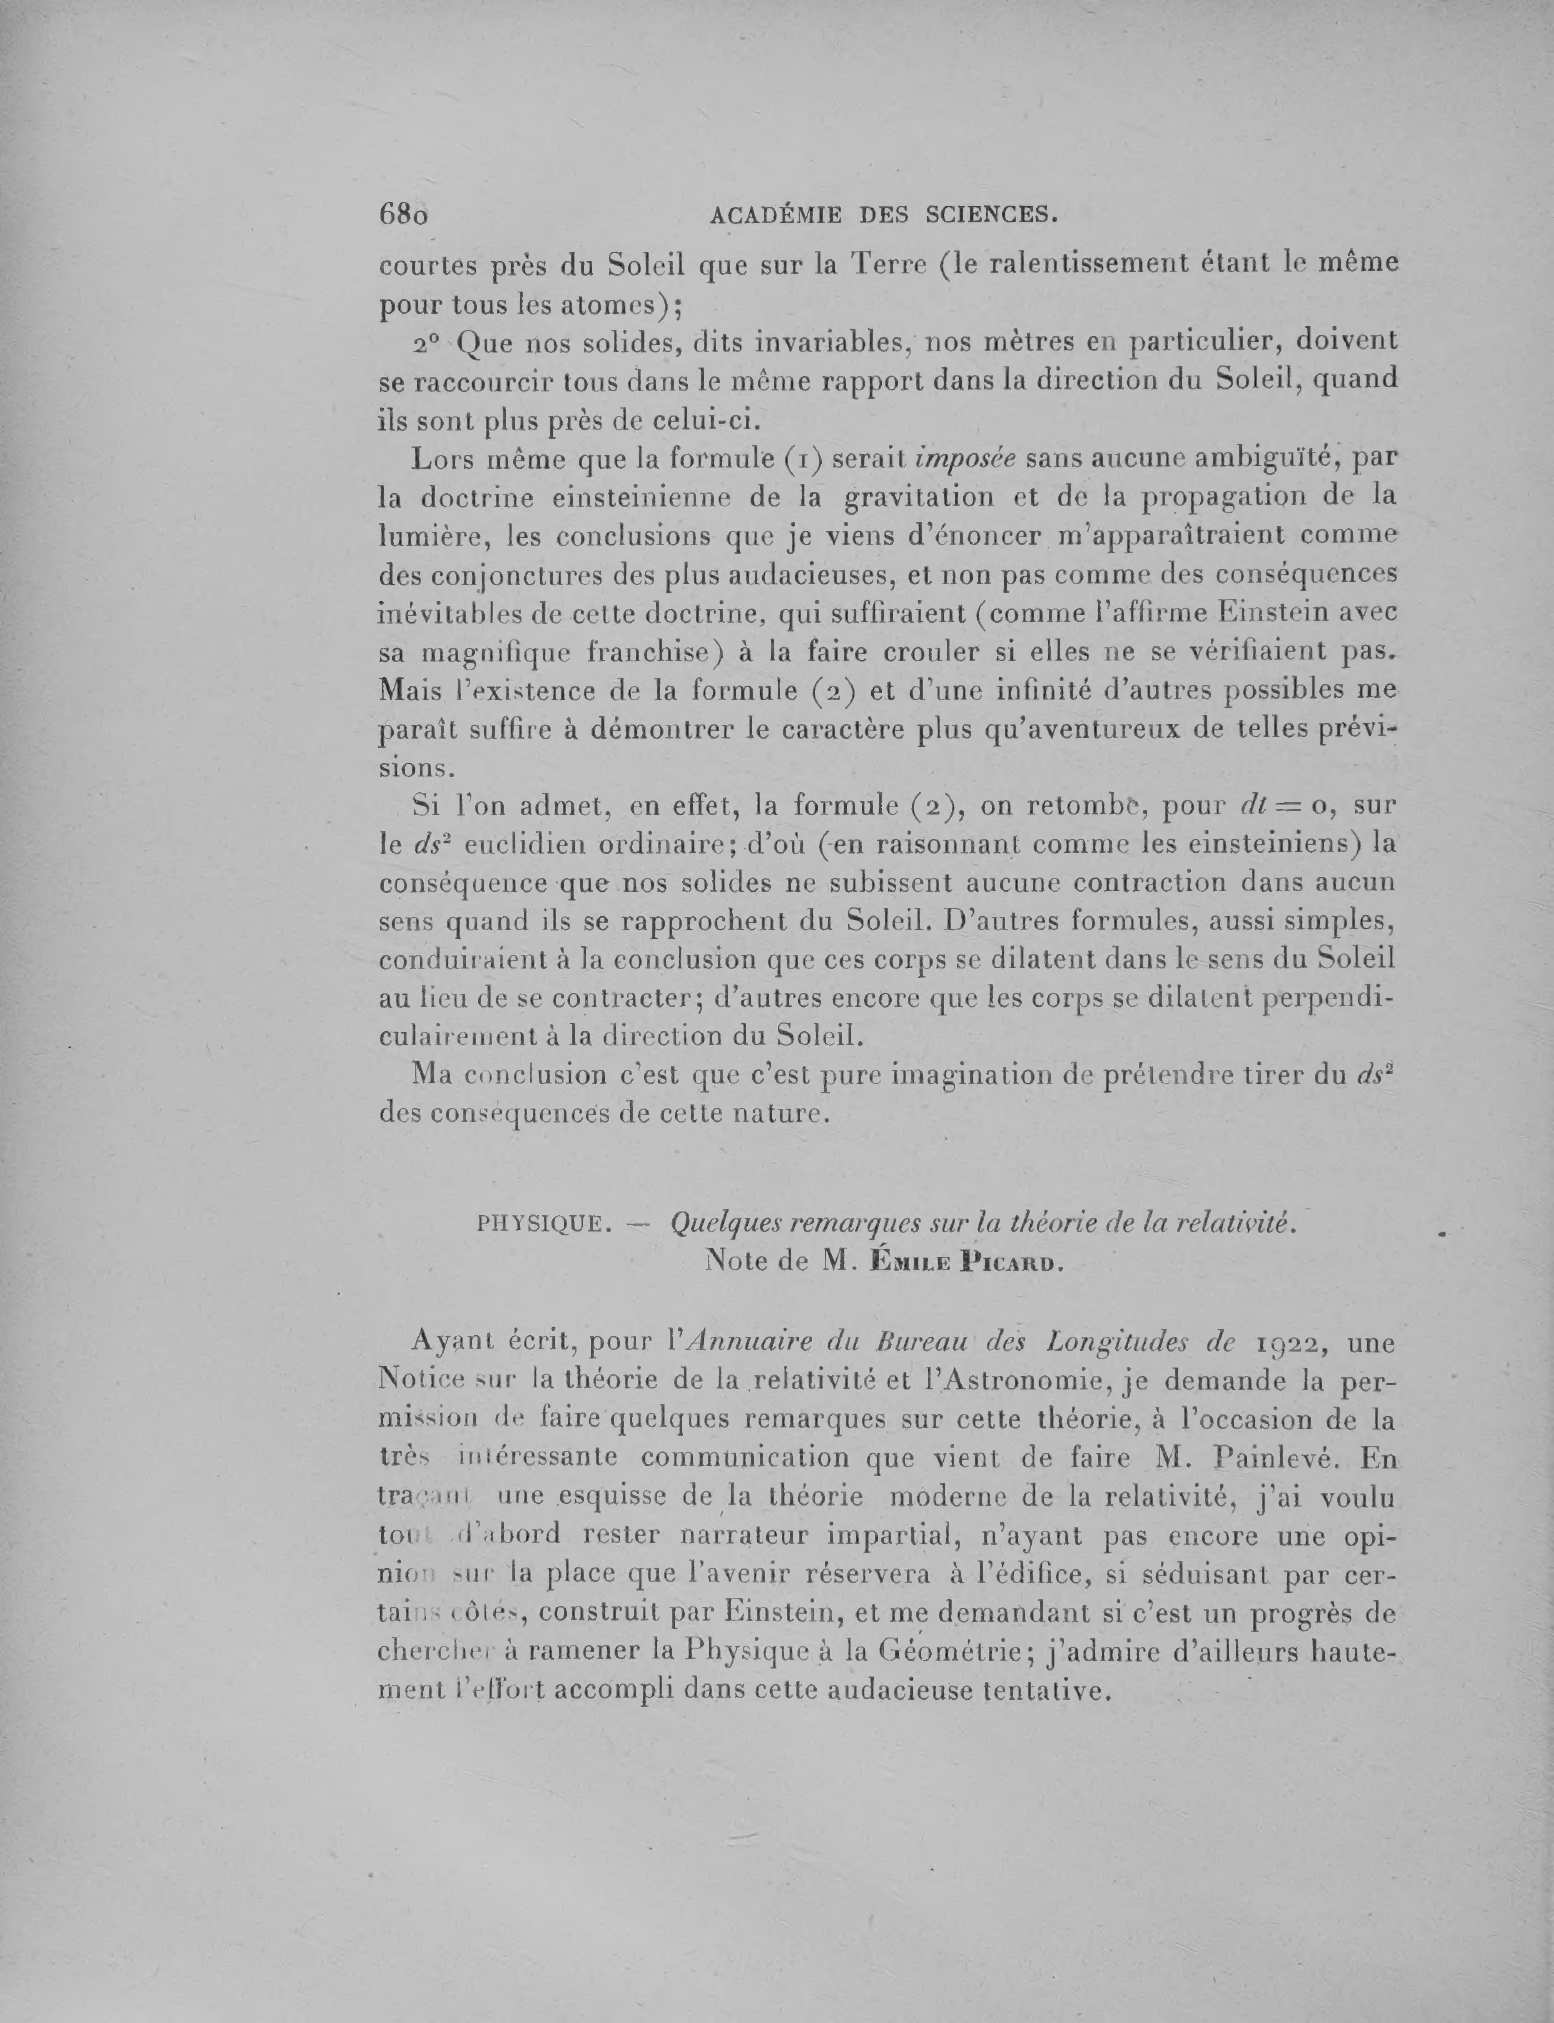 680 ACADÉMIE DES SCIENCES.
courtes près du Soleil que sur la Terre (le ralentissement étant le même
pour tous les atomes);
2° Que nos solides, dits invariables, nos mètres en particulier, doivent
se raccourcir tous dans le même rapport dans la direction du Soleil, quand
ils sont plus près de celui-ci.
Lors même que la formule (1) serait imposée sans aucune ambiguïté, par
la doctrine einsteinienne de la gravitation et de la propagation de la
lumière, les conclusions que je viens d'énoncer m'apparaîtraient comme
des conjonctures des plus audacieuses, et non pas comme des conséquences
inévitables de cette doctrine, qui suffiraient (comme l'affirme Einstein avec
sa magnifique franchise) à la faire crouler si elles ne se vérifiaient pas.
Mais l'existence de la formule (2) et d'une infinité d'autres possibles me
paraît suffire à démontrer le caractère plus qu'aventureux de telles prévi-
sions.
Si l'on admet, en effet, la formule (2), on retombe, pour dt = 0, sur
le ds² euclidien ordinaire; d'où (en raisonnant comme les einsteiniens) la
conséquence que nos solides ne subissent aucune contraction dans aucun
sens quand ils se rapprochent du Soleil. D'autres formules, aussi simples,
conduiraient à la conclusion que ces corps se dilatent dans le sens du Soleil
au lieu de se contracter; d'autres encore que les corps se dilatent perpendi-
culairement à la direction du Soleil.
Ma conclusion c'est que c'est pure imagination de prétendre tirer du ds²
des conséquences de cette nature.
PHYSIQUE. — Quelques remarques sur la théorie de la relativité.
Note de M. ÉMILE PICARD.
Ayant écrit, pour l'Annuaire du Bureau des Longitudes de 1922, une
Notice sur la théorie de la relativité et l'Astronomie, je demande la per-
mission de faire quelques remarques sur cette théorie, à l'occasion de la
très intéressante communication que vient de faire M. Painlevé. En
traçant une esquisse de la théorie moderne de la relativité, j'ai voulu
tout d'abord rester narrateur impartial, n'ayant pas encore une opi-
nion sur la place que l'avenir réservera à l'édifice, si séduisant par cer-
tains côtés, construit par Einstein, et me demandant si c'est un progrès de
chercher à ramener la Physique à la Géométrie; j'admire d'ailleurs haute-
ment l'effort accompli dans cette audacieuse tentative.